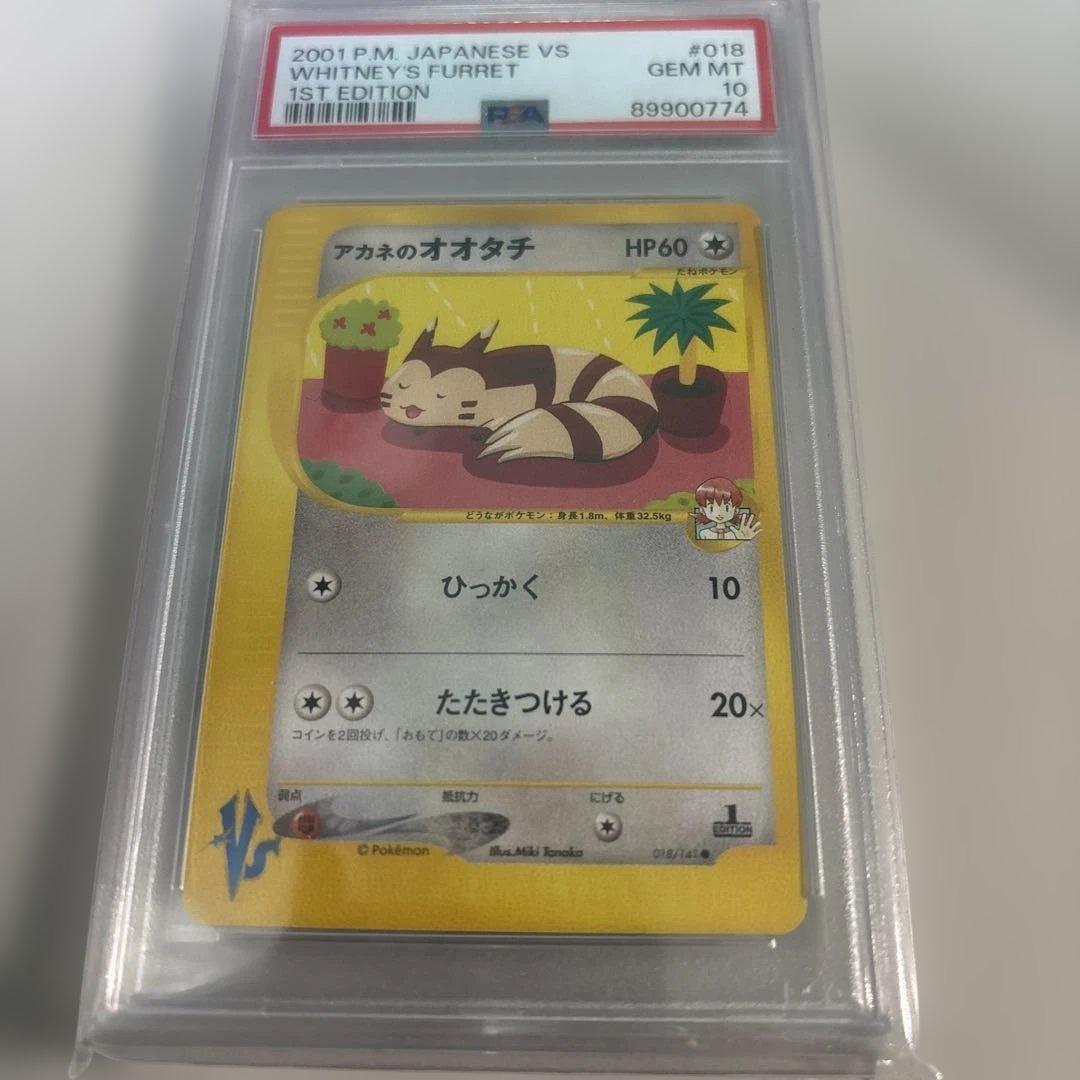 2001 P.M. JAPANESE VS #018
WHITNEY'S FURRET GEM MT
1ST EDITION 10
PSA 89900774
アカネのオオタチ HP60
たねポケモン
どうながポケモン：身長1.8m、体重32.5kg
ひっかく 10
たたきつける 20×
コインを2回投げ、「おもて」の数×20ダメージ。
弱点 抵抗力 にげる
1
EDITION
Vs
©Pokémon Illus.Miki Tanaka 018/141●